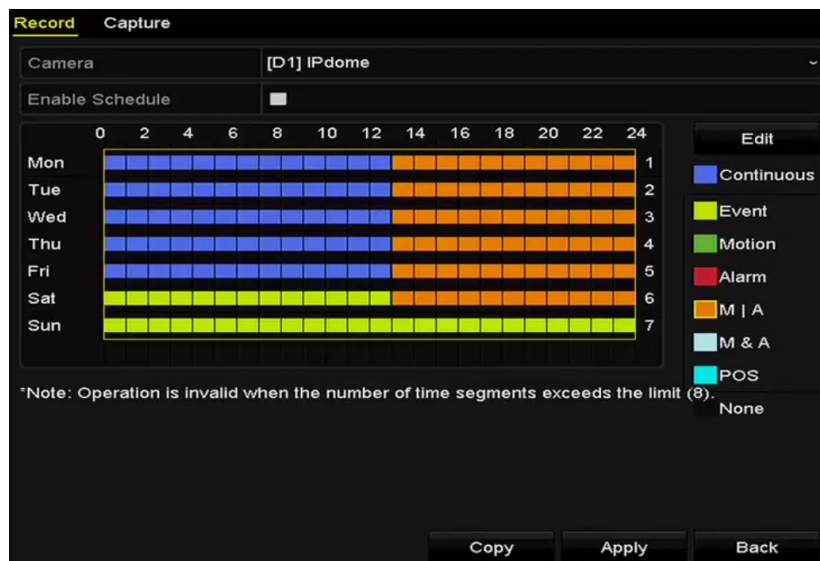 Record Capture
Camera [D1] IPdome
Enable Schedule
0 2 4 6 8 10 12 14 16 18 20 22 24
Edit
Mon 1
Continuous
Tue 2
Wed 3
Event
Thu 4
Motion
Fri 5
Alarm
Sat 6
M | A
Sun 7
M & A
POS
*Note: Operation is invalid when the number of time segments exceeds the limit (8).
None
Copy Apply Back